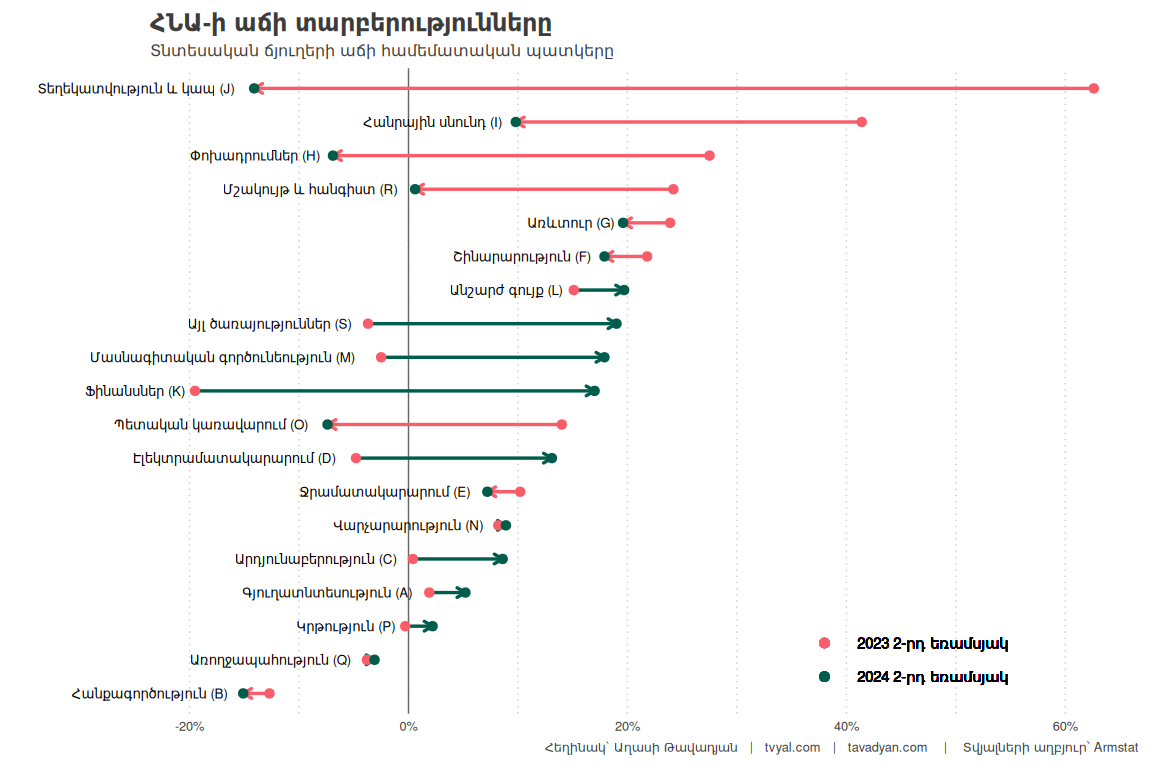 ՀՆԱ-ի աճի տարբերությունները
Տնտեսական ճյուղերի աճի համեմատական պատկերը
Տեղեկատվություն և կապ (J)
Հանրային սնունդ (I)
Փոխադրումներ (H)
Մշակույթ և հանգիստ (R)
Առևտուր (G)
Շինարարություն (F)
Անշարժ գույք (L)
Այլ ծառայություններ (S)
Մասնագիտական գործունեություն (M)
Ֆինանսներ (K)
Պետական կառավարում (O)
Էլեկտրամատակարարում (D)
Ջրամատակարարում (E)
Վարչարարություն (N)
Արդյունաբերություն (C)
Գյուղատնտեսություն (A)
Կրթություն (P)
Առողջապահություն (Q)
Հանքագործություն (B)
2023 2-րդ եռամսյակ
2024 2-րդ եռամսյակ
-20% 0% 20% 40% 60%
Հեղինակ՝ Աղասի Թավադյան | tvyal.com | tavadyan.com | Տվյալների աղբյուր՝ Armstat